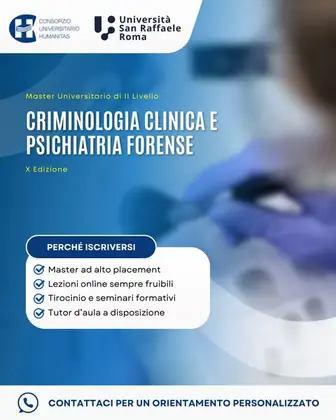 CONSORZIO
UNIVERSITARIO
HUMANITAS
Università
San Raffaele
Roma
Master Universitario di II Livello
CRIMINOLOGIA CLINICA E
PSICHIATRIA FORENSE
X Edizione
PERCHÉ ISCRIVERSI
Master ad alto placement
Lezioni online sempre fruibili
Tirocinio e seminari formativi
Tutor d'aula a disposizione
CONTATTACI PER UN ORIENTAMENTO PERSONALIZZATO